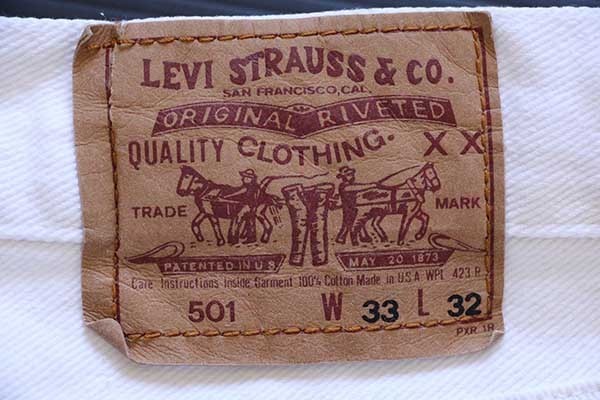 LEVI STRAUSS & CO.
SAN FRANCISCO, CAL.
ORIGINAL RIVETED
QUALITY CLOTHING. X X
TRADE MARK
PATENTED IN U S MAY 20 1873
Care Instructions Inside Garment 100% Cotton Made in U S A WPL 423 R
501 W 33 L 32
PXR 1R